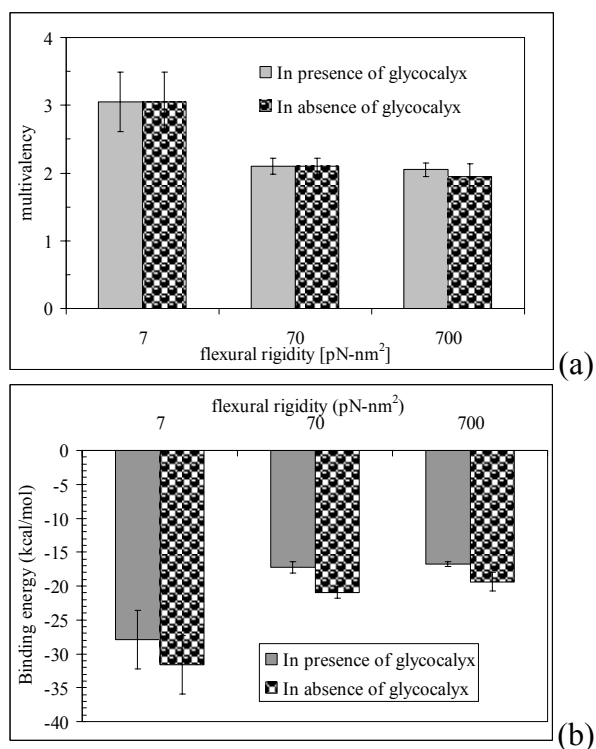 4
In presence of glycocalyx
In absence of glycocalyx
3
multivalency
2
1
0
7 70 700
flexural rigidity [pN-nm²]
(a)
flexural rigidity (pN-nm²)
7 70 700
0
-5
-10
-15
-20
-25
-30
-35
-40
Binding energy (kcal/mol)
In presence of glycocalyx
In absence of glycocalyx
(b)